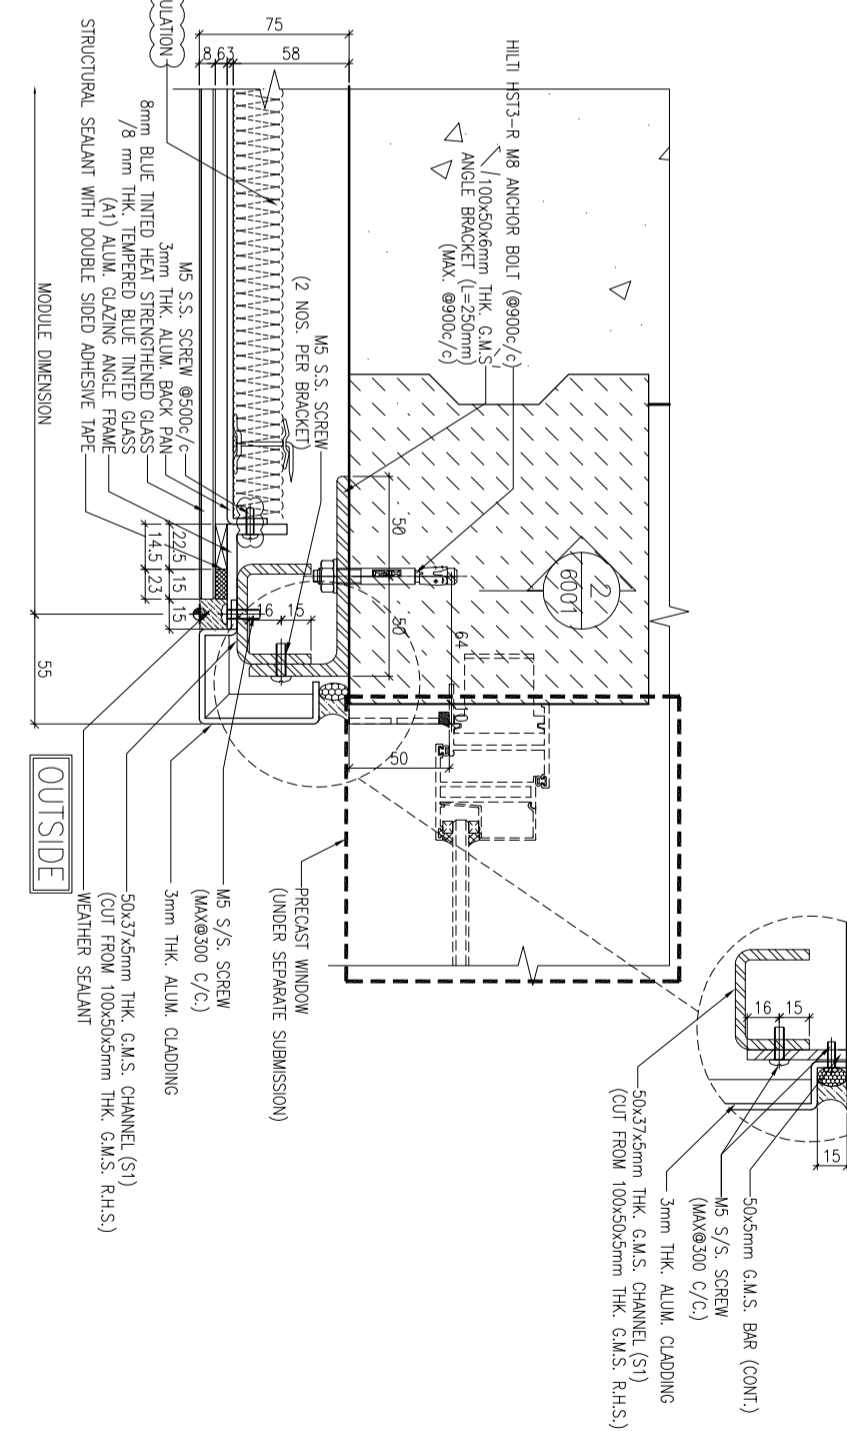 ULATION
75
8
6
3
58
HILTI HST3-R M8 ANCHOR BOLT (@900c/c)
100x50x6mm THK. G.M.S
ANGLE BRACKET (L=250mm)
(MAX. @900c/c)
M5 S.S. SCREW
(2 NOS. PER BRACKET)
M5 S.S. SCREW @500c/c
3mm THK. ALUM. BACK PAN
8mm BLUE TINTED HEAT STRENGTHENED GLASS
/8 mm THK. TEMPERED BLUE TINTED GLASS
(A1) ALUM. GLAZING ANGLE FRAME
STRUCTURAL SEALANT WITH DOUBLE SIDED ADHESIVE TAPE
MODULE DIMENSION
22.5
15
15
14.5
23
55
16
15
50
50
64
10
50
2
6001
OUTSIDE
PRECAST WINDOW
(UNDER SEPARATE SUBMISSION)
M5 S/S. SCREW
(MAX@300 C/C.)
3mm THK. ALUM. CLADDING
50x37x5mm THK. G.M.S. CHANNEL (S1)
(CUT FROM 100x50x5mm THK. G.M.S. R.H.S.)
WEATHER SEALANT
16
15
15
50x5mm G.M.S. BAR (CONT.)
M5 S/S. SCREW
(MAX@300 C/C.)
3mm THK. ALUM. CLADDING
50x37x5mm THK. G.M.S. CHANNEL (S1)
(CUT FROM 100x50x5mm THK. G.M.S. R.H.S.)